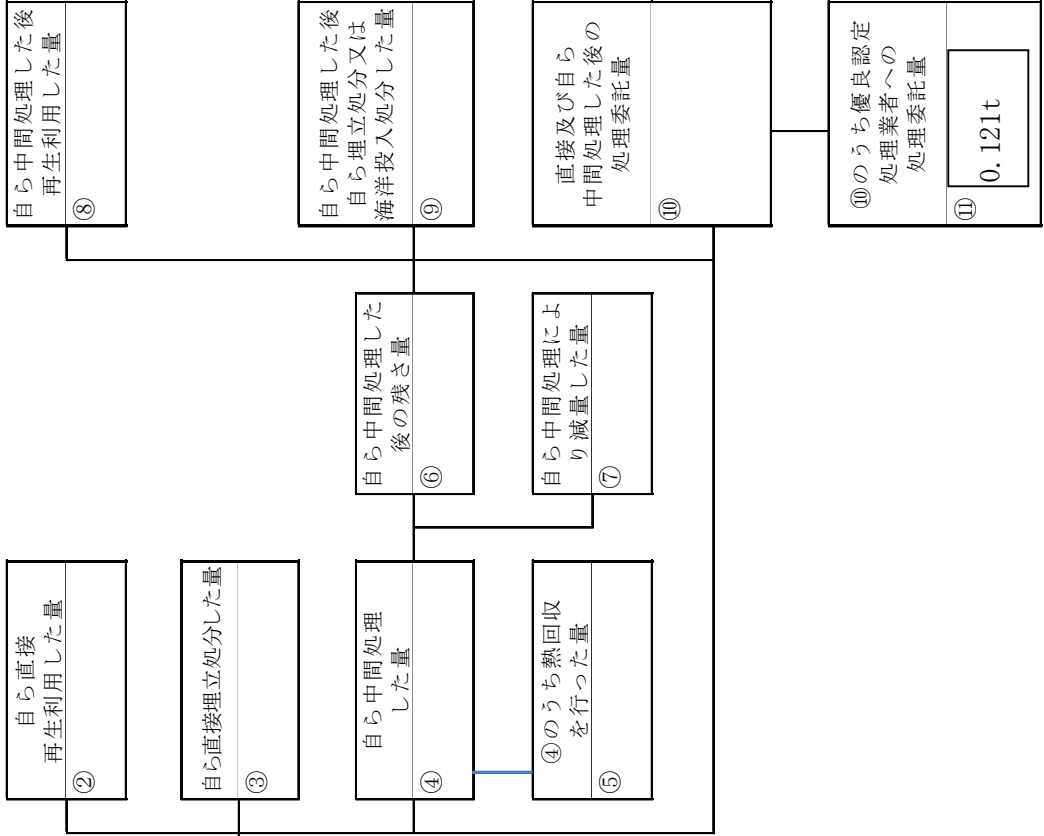 自ら直接
再生利用した量
②
自ら直接埋立処分した量
③
自ら中間処理
した量
④
④のうち熱回収
を行った量
⑤
自ら中間処理した
後の残さ量
⑥
自ら中間処理によ
り減量した量
⑦
自ら中間処理した後
再生利用した量
⑧
自ら中間処理した後
自ら埋立処分又は
海洋投入処分した量
⑨
直接及び自ら
中間処理した後の
処理委託量
⑩
⑩のうち優良認定
処理業者への
処理委託量
⑪
0.121t